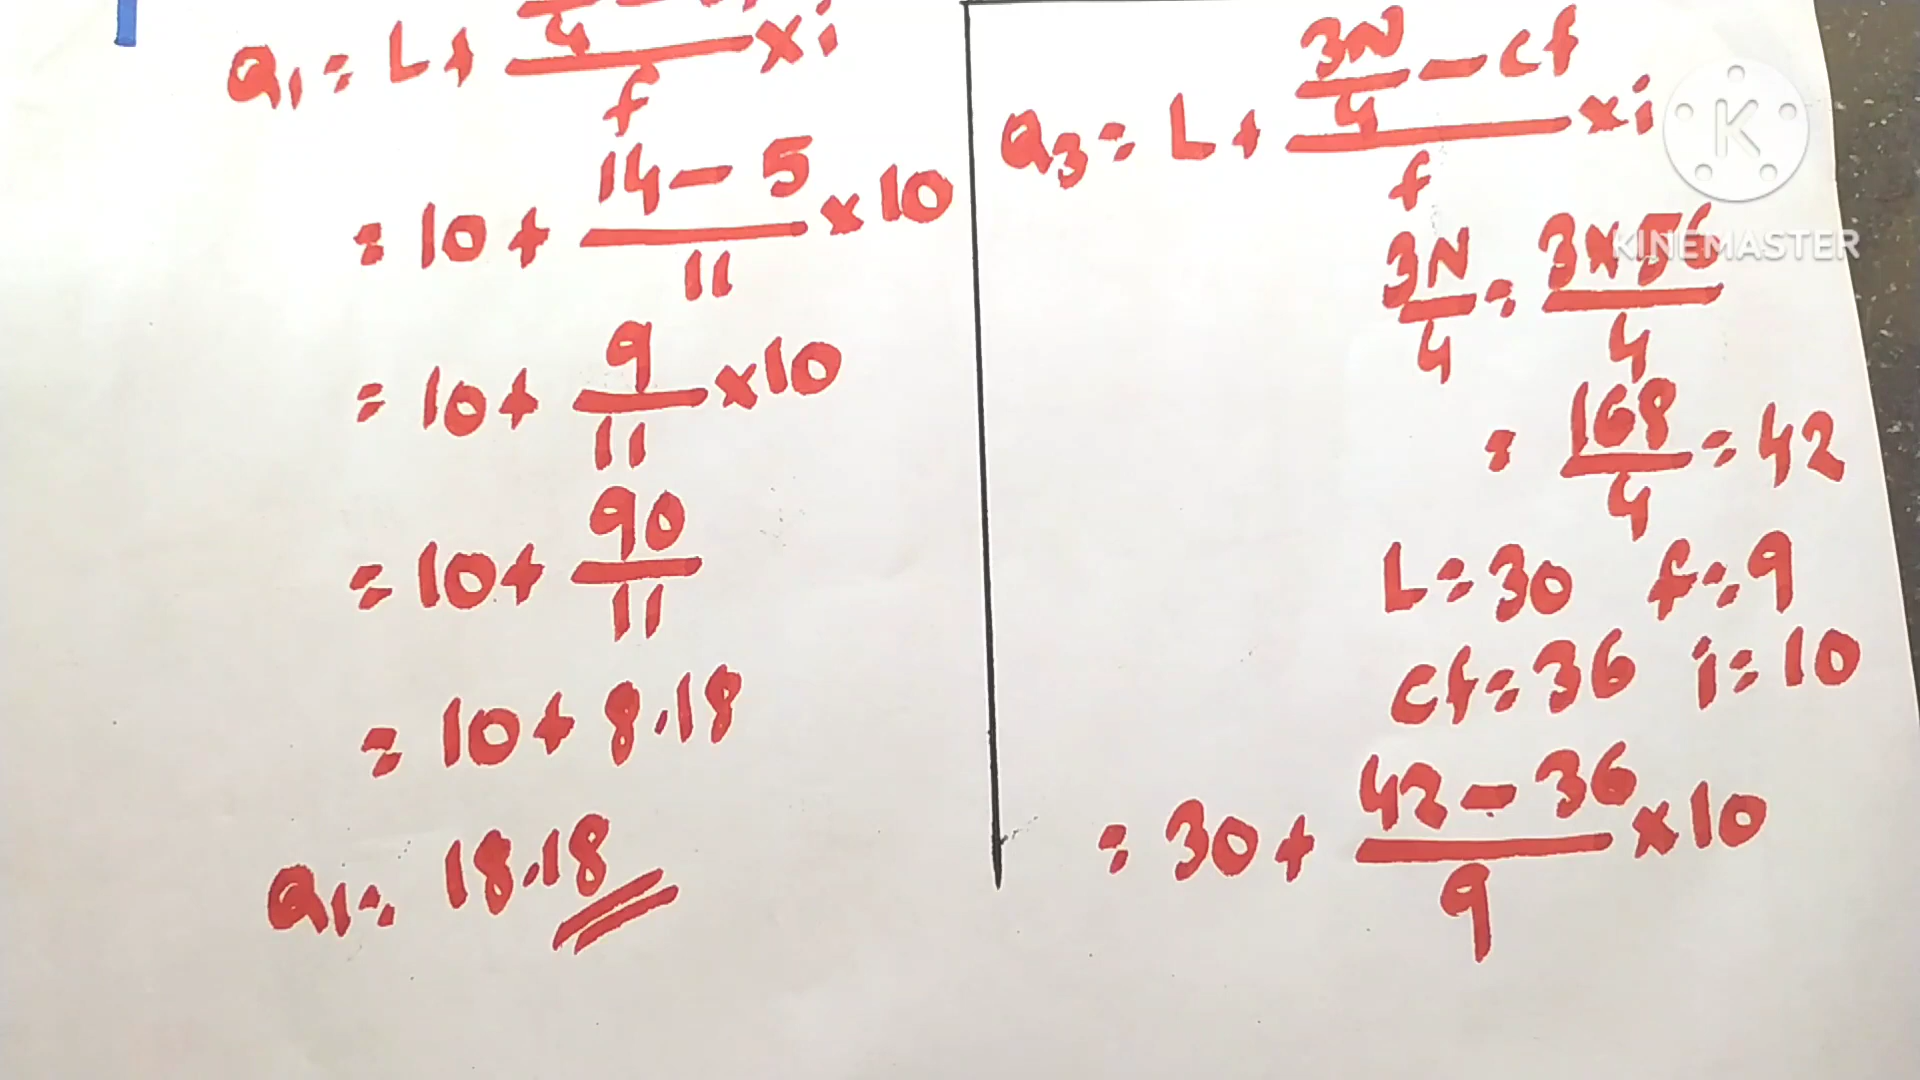 Q₁ = L + 4 / f × i
= 10 + 14 - 5 / 11 × 10
= 10 + 9 / 11 × 10
= 10 + 90 / 11
= 10 + 8.18
Q₁ = 18.18
Q₃ = L + 3N/4 - cf / f × i
3N/4 = 3×56 / 4
= 168 / 4 = 42
L = 30 f = 9
cf = 36 i = 10
= 30 + 42 - 36 / 9 × 10
K
KINEMASTER